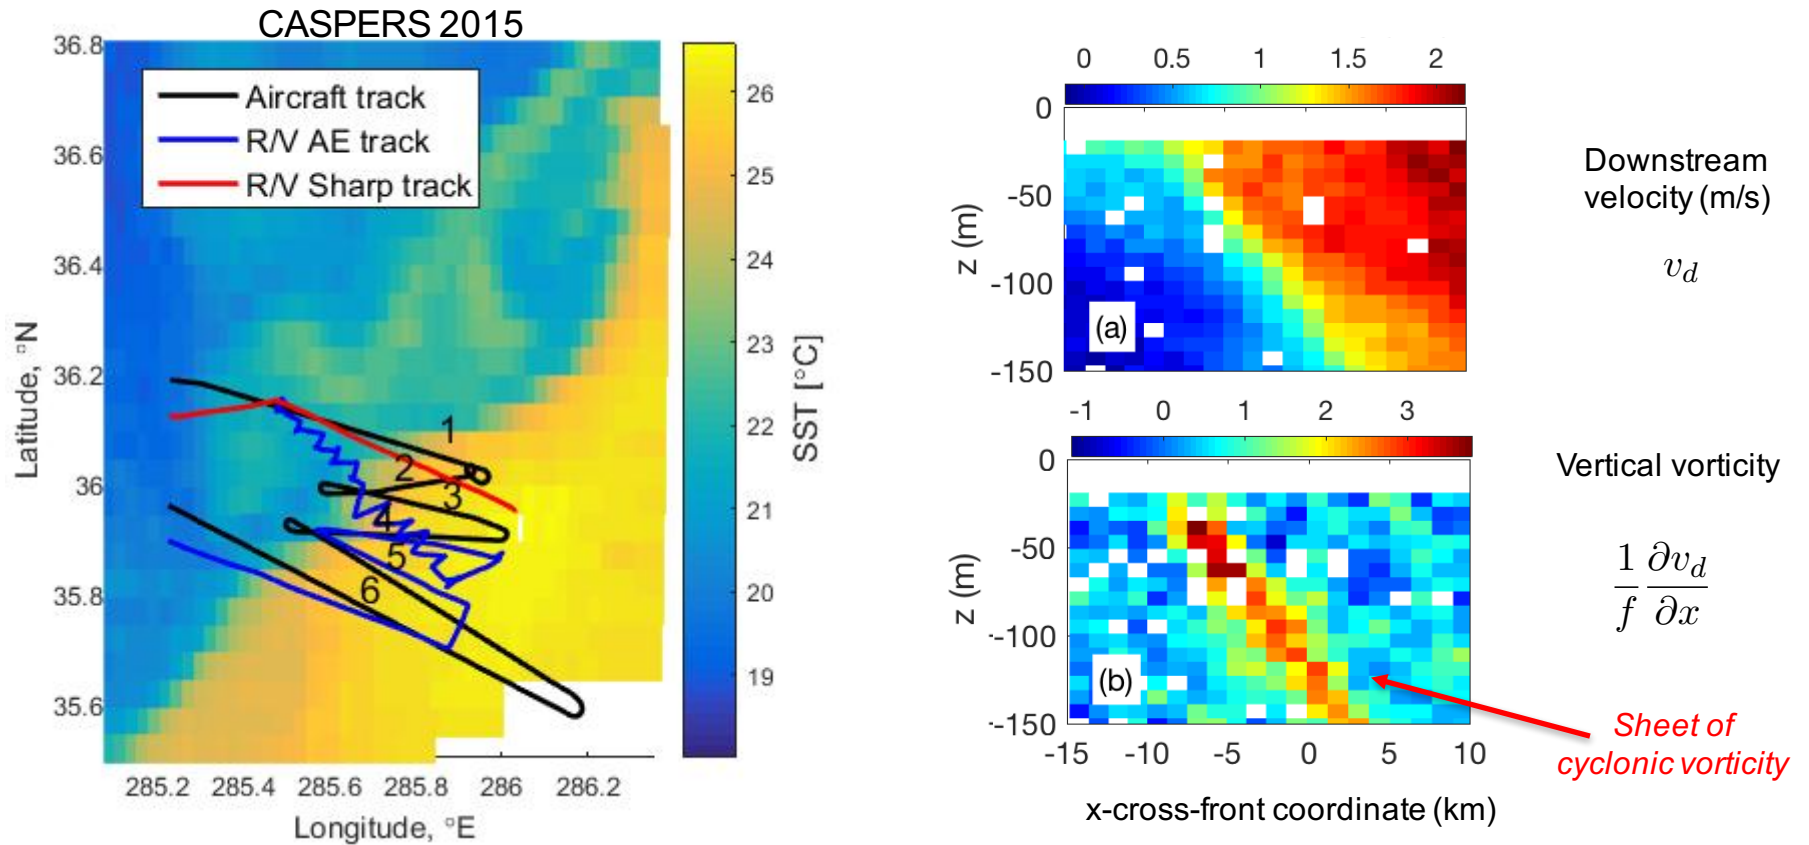 CASPERS 2015
36.8
36.6
36.4
36.2
36
35.8
35.6
Latitude, °N
Aircraft track
R/V AE track
R/V Sharp track
1
2
3
4
5
6
285.2 285.4 285.6 285.8 286 286.2
Longitude, °E
26
25
24
23
22
21
20
19
SST [°C]
0 0.5 1 1.5 2
0
-50
-100
-150
z (m)
(a)
Downstream
velocity (m/s)
v_d
-1 0 1 2 3
0
-50
-100
-150
z (m)
(b)
-15 -10 -5 0 5 10
x-cross-front coordinate (km)
Vertical vorticity
1/f ∂v_d/∂x
Sheet of
cyclonic vorticity